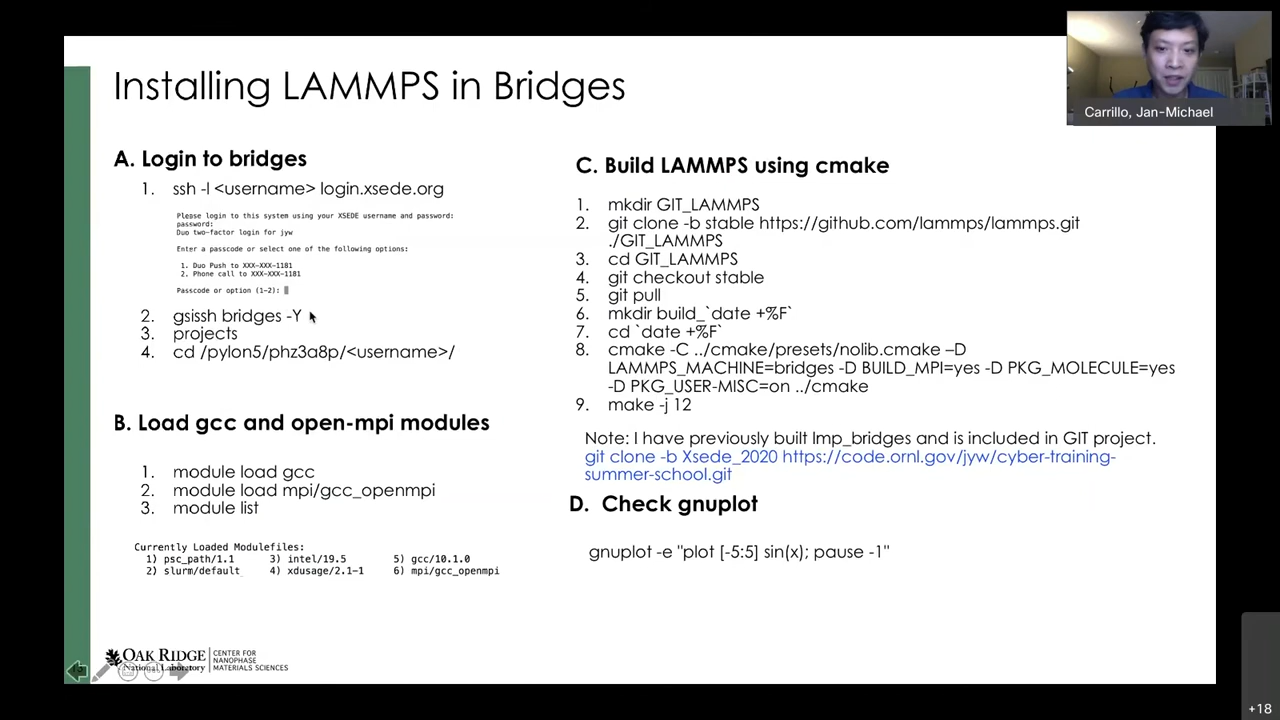 Installing LAMMPS in Bridges
Carrillo, Jan-Michael
A. Login to bridges
1. ssh -l <username> login.xsede.org
Please login to this system using your XSEDE username and password:
password:
Duo two-factor login for jyw
Enter a passcode or select one of the following options:
1. Duo Push to XXX-XXX-1181
2. Phone call to XXX-XXX-1181
Passcode or option (1-2):
2. gsissh bridges -Y
3. projects
4. cd /pylon5/phz3a8p/<username>/
B. Load gcc and open-mpi modules
1. module load gcc
2. module load mpi/gcc_openmpi
3. module list
Currently Loaded Modulefiles:
1) psc_path/1.1 3) intel/19.5 5) gcc/10.1.0
2) slurm/default 4) xdusage/2.1-1 6) mpi/gcc_openmpi
C. Build LAMMPS using cmake
1. mkdir GIT_LAMMPS
2. git clone -b stable https://github.com/lammps/lammps.git
./GIT_LAMMPS
3. cd GIT_LAMMPS
4. git checkout stable
5. git pull
6. mkdir build_`date +%F`
7. cd `date +%F`
8. cmake -C ../cmake/presets/nolib.cmake –D
LAMMPS_MACHINE=bridges -D BUILD_MPI=yes -D PKG_MOLECULE=yes
-D PKG_USER-MISC=on ../cmake
9. make -j 12
Note: I have previously built lmp_bridges and is included in GIT project.
git clone -b Xsede_2020 https://code.ornl.gov/jyw/cyber-training-
summer-school.git
D. Check gnuplot
gnuplot -e "plot [-5:5] sin(x); pause -1"
OAK RIDGE
National Laboratory
CENTER FOR
NANOPHASE
MATERIALS SCIENCES
+18